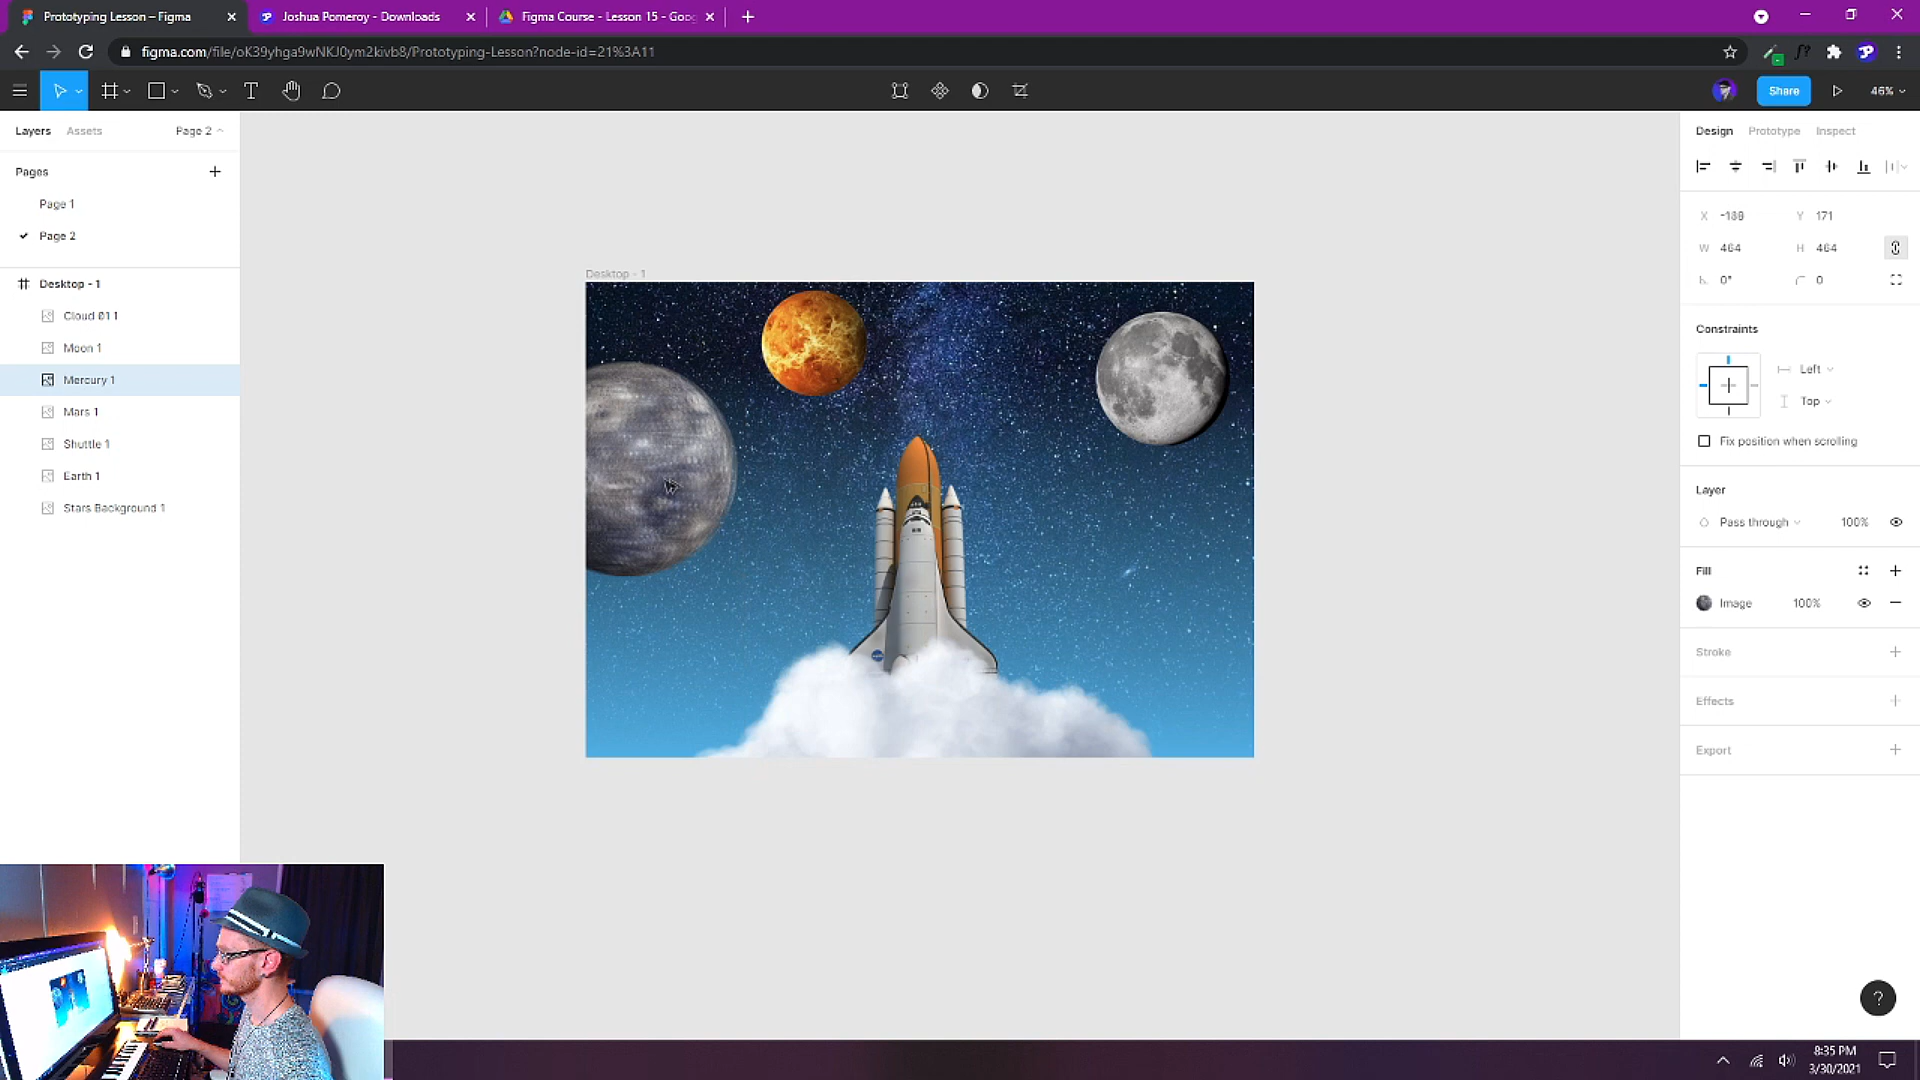 Prototyping Lesson – Figma
Joshua Pomeroy - Downloads
Figma Course - Lesson 15 - Goog
figma.com/file/oK39yhga9wNKJ0ym2kivb8/Prototyping-Lesson?node-id=21%3A11
Share
46%
Layers
Assets
Page 2
Design
Prototype
Inspect
Pages
Page 1
Page 2
Desktop - 1
Cloud 01 1
Moon 1
Mercury 1
Mars 1
Shuttle 1
Earth 1
Stars Background 1
Desktop - 1
Y 171
W 464
H 464
0°
0
Constraints
Left
Top
Fix position when scrolling
Layer
Pass through
100%
Fill
Image
100%
Stroke
Effects
Export
?
8:35 PM
3/30/2021